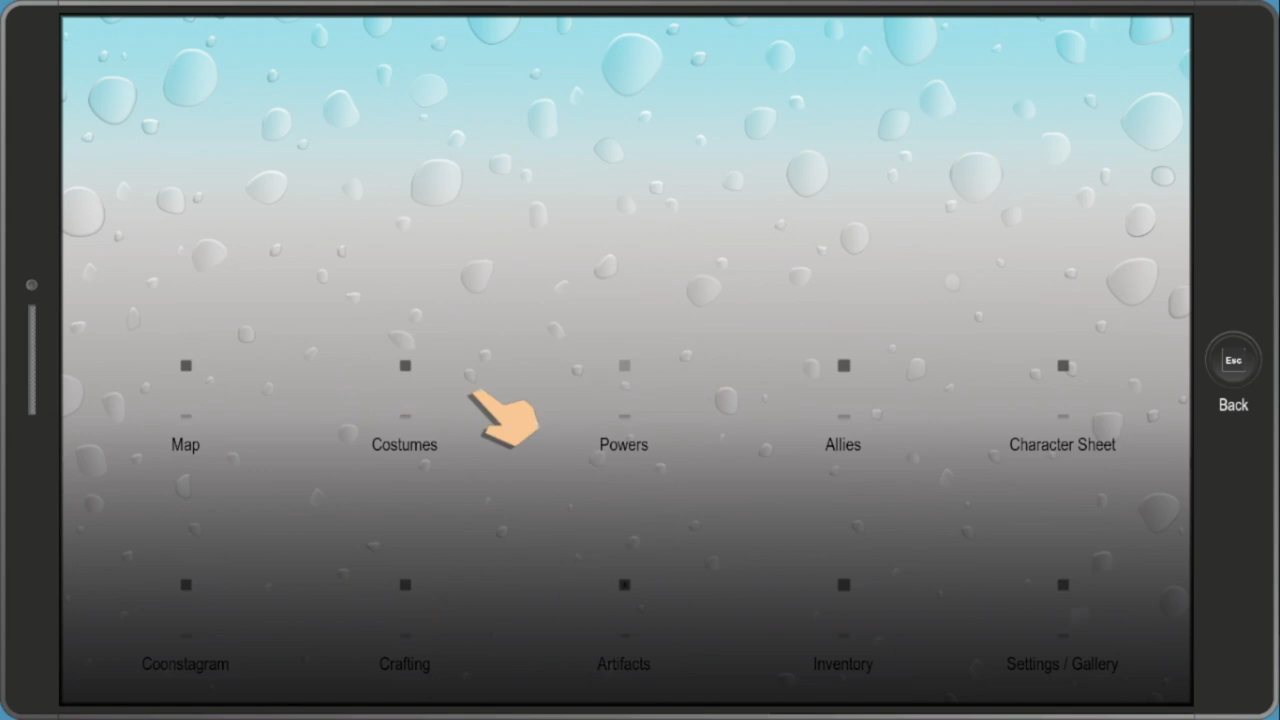 Esc
Back
Map
Costumes
Powers
Allies
Character Sheet
Coonstagram
Crafting
Artifacts
Inventory
Settings / Gallery